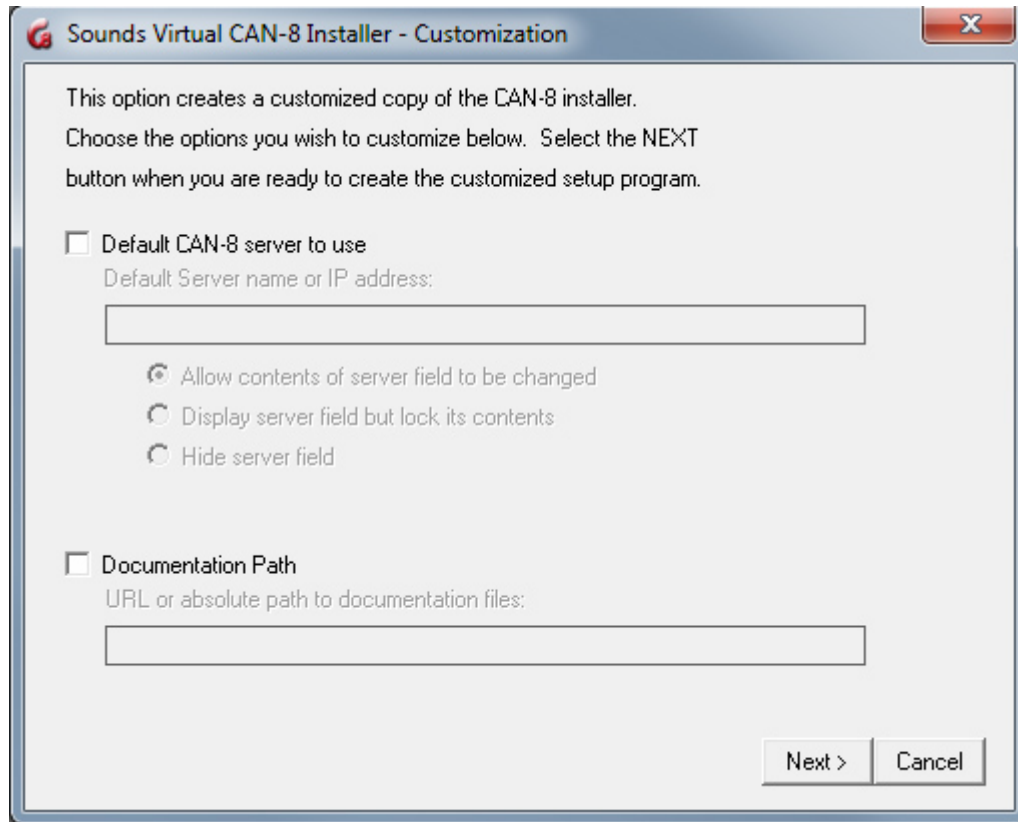 Sounds Virtual CAN-8 Installer - Customization
This option creates a customized copy of the CAN-8 installer.
Choose the options you wish to customize below.  Select the NEXT
button when you are ready to create the customized setup program.
Default CAN-8 server to use
Default Server name or IP address:
Allow contents of server field to be changed
Display server field but lock its contents
Hide server field
Documentation Path
URL or absolute path to documentation files:
Next >
Cancel